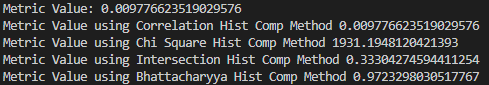 Metric Value: 0.009776623519029576
Metric Value using Correlation Hist Comp Method 0.009776623519029576
Metric Value using Chi Square Hist Comp Method 1931.1948120421393
Metric Value using Intersection Hist Comp Method 0.33304274594411254
Metric Value using Bhattacharyya Hist Comp Method 0.9723298030517767